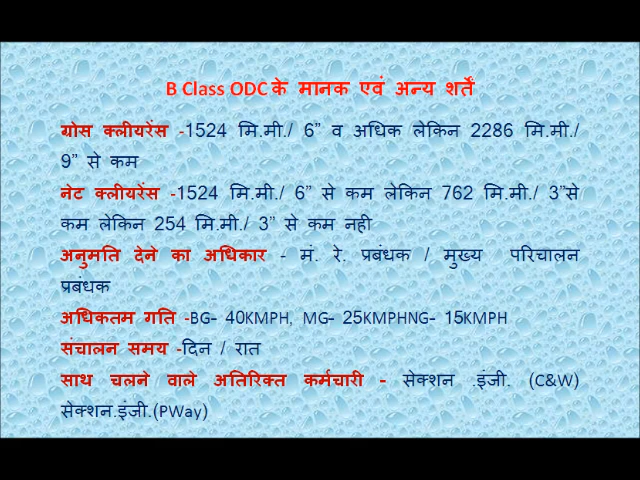 B Class ODC के मानक एवं अन्य शर्तें
ग्रोस क्लीयरेंस -1524 मि.मी./ 6” व अधिक लेकिन 2286 मि.मी./
9” से कम
नेट क्लीयरेंस -1524 मि.मी./ 6” से कम लेकिन 762 मि.मी./ 3”से
कम लेकिन 254 मि.मी./ 3” से कम नही
अनुमति देने का अधिकार - मं. रे. प्रबंधक / मुख्य परिचालन
प्रबंधक
अधिकतम गति -BG- 40KMPH, MG- 25KMPHNG- 15KMPH
संचालन समय -दिन / रात
साथ चलने वाले अतिरिक्त कर्मचारी - सेक्शन .इंजी. (C&W)
सेक्शन.इंजी.(PWay)